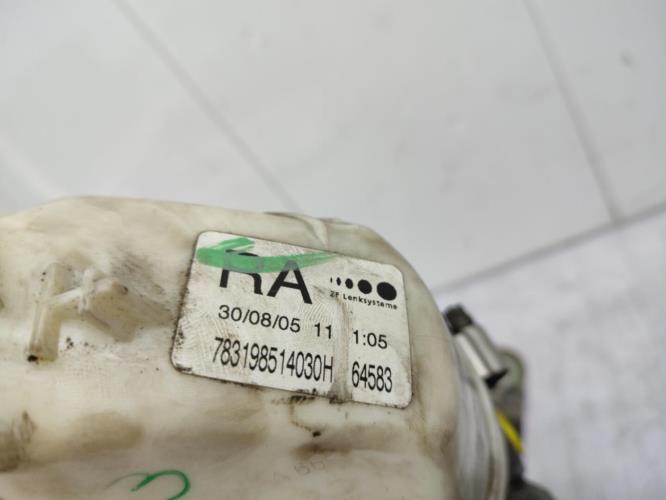 RA
ZF Lenksysteme
30/08/05 11 1:05
783198514030H 64583